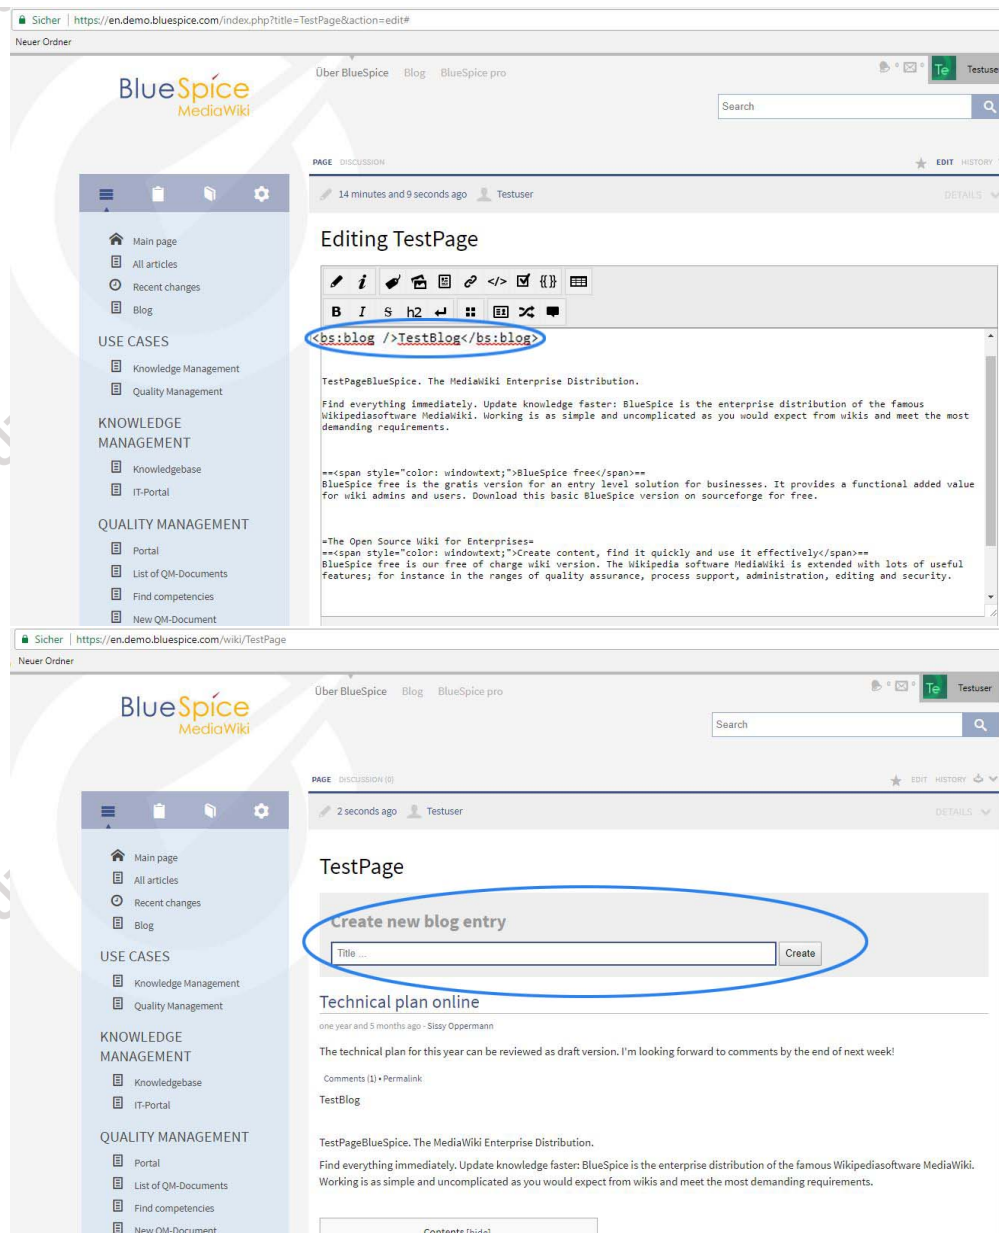 Sicher | https://en.demo.bluespice.com/index.php?title=TestPage&action=edit#
Neuer Ordner
BlueSpice
MediaWiki
Über BlueSpice Blog BlueSpice pro
Te Testuse
Search
PAGE DISCUSSION
EDIT HISTORY
14 minutes and 9 seconds ago Testuser
DETAILS
Main page
All articles
Recent changes
Blog
USE CASES
Knowledge Management
Quality Management
KNOWLEDGE
MANAGEMENT
Knowledgebase
IT-Portal
QUALITY MANAGEMENT
Portal
List of QM-Documents
Find competencies
New QM-Document
Editing TestPage
B I S h2
<bs:blog />TestBlog</bs:blog>
TestPageBlueSpice. The MediaWiki Enterprise Distribution.
Find everything immediately. Update knowledge faster: BlueSpice is the enterprise distribution of the famous
Wikipediasoftware MediaWiki. Working is as simple and uncomplicated as you would expect from wikis and meet the most
demanding requirements.
==<span style="color: windowtext;">BlueSpice free</span>==
BlueSpice free is the gratis version for an entry level solution for businesses. It provides a functional added value
for wiki admins and users. Download this basic BlueSpice version on sourceforge for free.
=The Open Source Wiki for Enterprises=
==<span style="color: windowtext;">Create content, find it quickly and use it effectively</span>==
BlueSpice free is our free of charge wiki version. The Wikipedia software MediaWiki is extended with lots of useful
features; for instance in the ranges of quality assurance, process support, administration, editing and security.
Sicher | https://en.demo.bluespice.com/wiki/TestPage
Neuer Ordner
BlueSpice
MediaWiki
Über BlueSpice Blog BlueSpice pro
Te Testuser
Search
PAGE DISCUSSION (0)
EDIT HISTORY
2 seconds ago Testuser
DETAILS
Main page
All articles
Recent changes
Blog
USE CASES
Knowledge Management
Quality Management
KNOWLEDGE
MANAGEMENT
Knowledgebase
IT-Portal
QUALITY MANAGEMENT
Portal
List of QM-Documents
Find competencies
New QM-Document
TestPage
Create new blog entry
Title ...
Create
Technical plan online
one year and 5 months ago - Sissy Oppermann
The technical plan for this year can be reviewed as draft version. I'm looking forward to comments by the end of next week!
Comments (1) • Permalink
TestBlog
TestPageBlueSpice. The MediaWiki Enterprise Distribution.
Find everything immediately. Update knowledge faster: BlueSpice is the enterprise distribution of the famous Wikipediasoftware MediaWiki.
Working is as simple and uncomplicated as you would expect from wikis and meet the most demanding requirements.
Contents [hide]